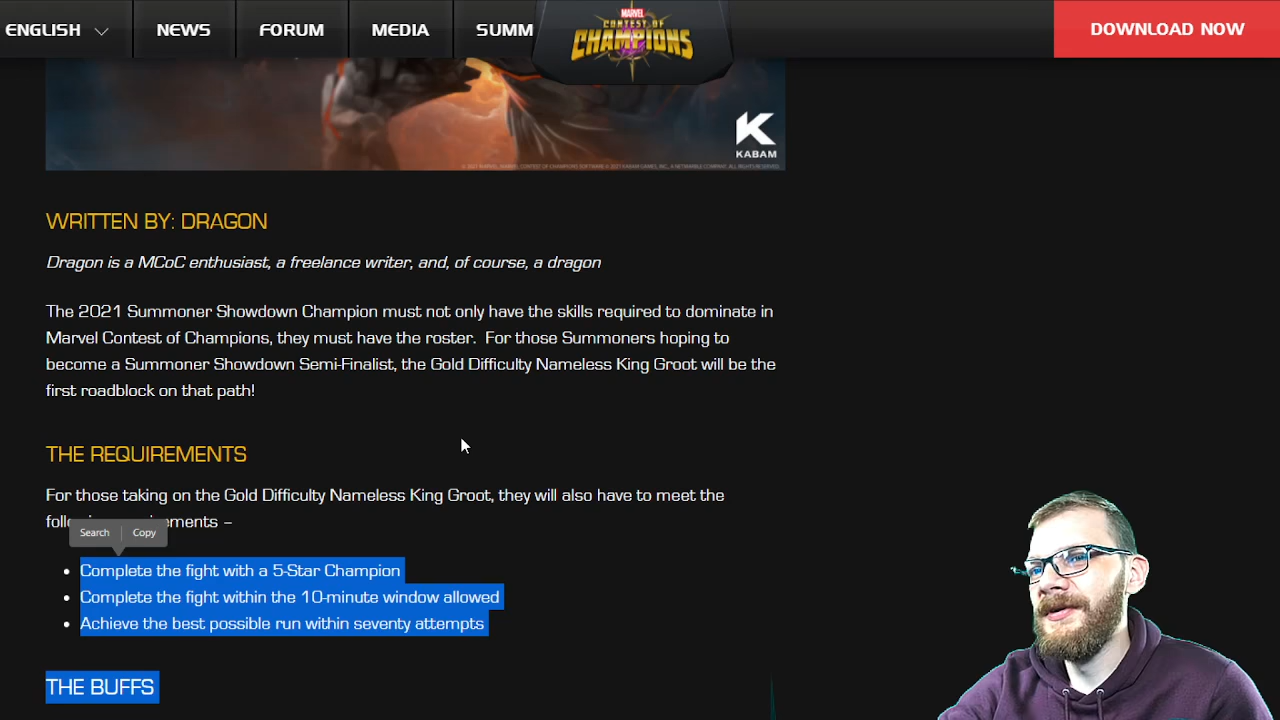 ENGLISH NEWS FORUM MEDIA SUMM MARVEL CONTEST OF CHAMPIONS DOWNLOAD NOW
K
KABAM
WRITTEN BY: DRAGON
Dragon is a MCoC enthusiast, a freelance writer, and, of course, a dragon
The 2021 Summoner Showdown Champion must not only have the skills required to dominate in
Marvel Contest of Champions, they must have the roster. For those Summoners hoping to
become a Summoner Showdown Semi-Finalist, the Gold Difficulty Nameless King Groot will be the
first roadblock on that path!
THE REQUIREMENTS
For those taking on the Gold Difficulty Nameless King Groot, they will also have to meet the
Search Copy
• Complete the fight with a 5-Star Champion
• Complete the fight within the 10-minute window allowed
• Achieve the best possible run within seventy attempts
THE BUFFS